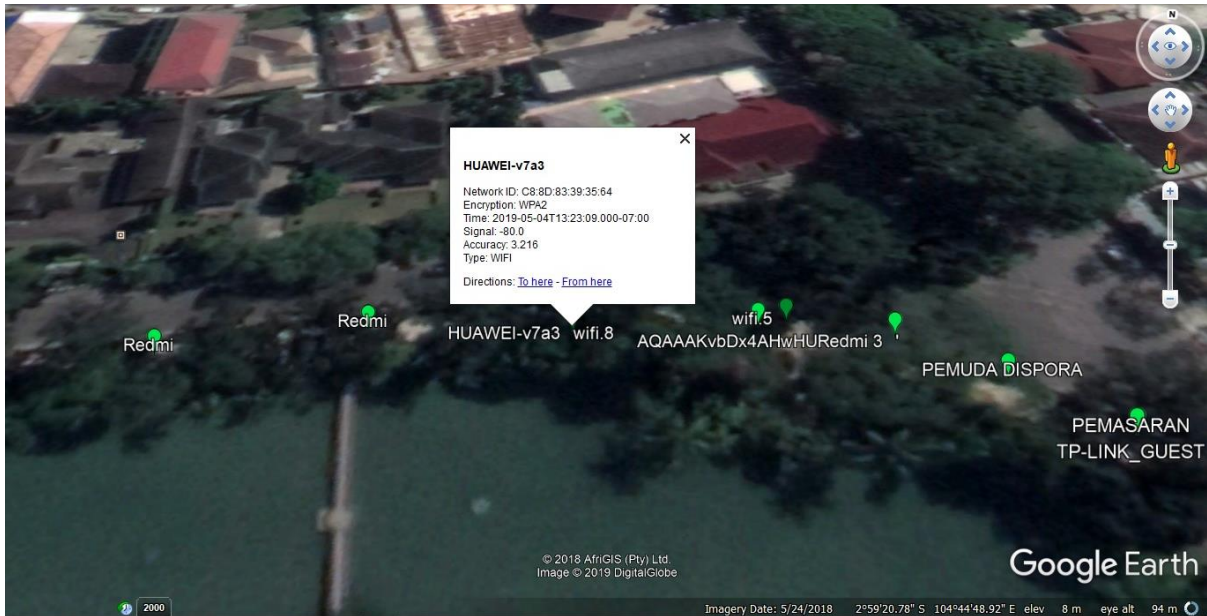 N
HUAWEI-v7a3
Network ID: C8:8D:83:39:35:64
Encryption: WPA2
Time: 2019-05-04T13:23:09.000-07:00
Signal: -80.0
Accuracy: 3.216
Type: WIFI
Directions: To here - From here
Redmi
Redmi
HUAWEI-v7a3 wifi.8
wifi.5
AQAAAKvbDx4AHwHURedmi 3 '
PEMUDA DISPORA
PEMASARAN
TP-LINK_GUEST
© 2018 AfriGIS (Pty) Ltd.
Image © 2019 DigitalGlobe
Google Earth
2000
Imagery Date: 5/24/2018 2°59'20.78" S 104°44'48.92" E elev 8 m eye alt 94 m